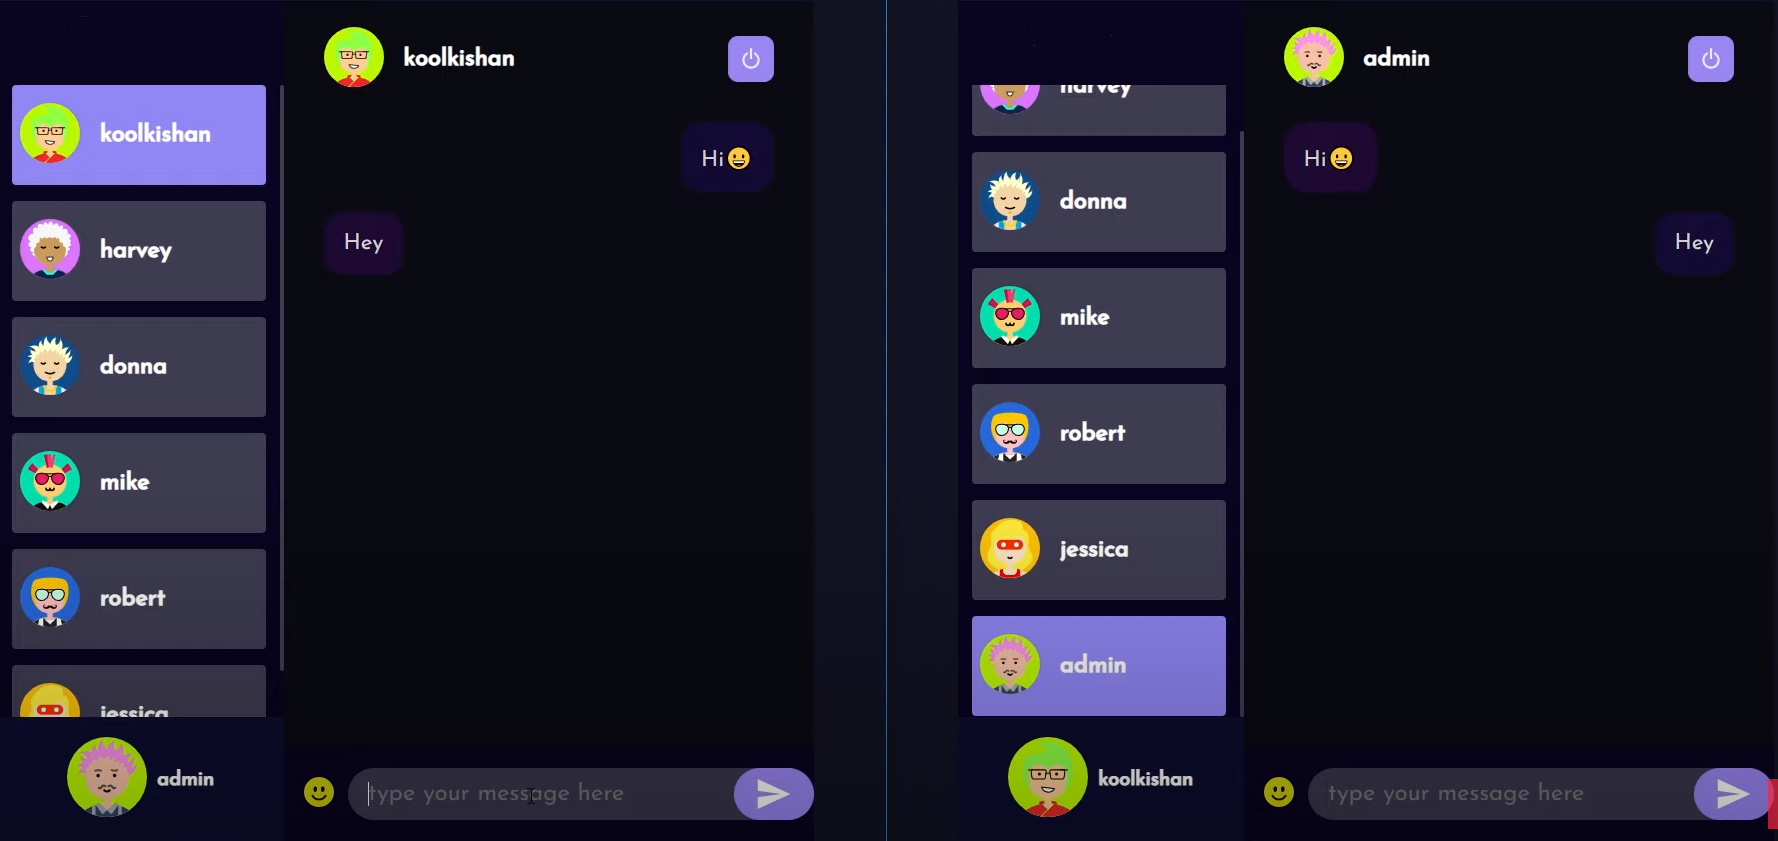 koolkishan
koolkishan
Hi😀
harvey
Hey
donna
mike
robert
jessica
admin
type your message here
admin
harvey
Hi😀
donna
Hey
mike
robert
jessica
admin
koolkishan
type your message here